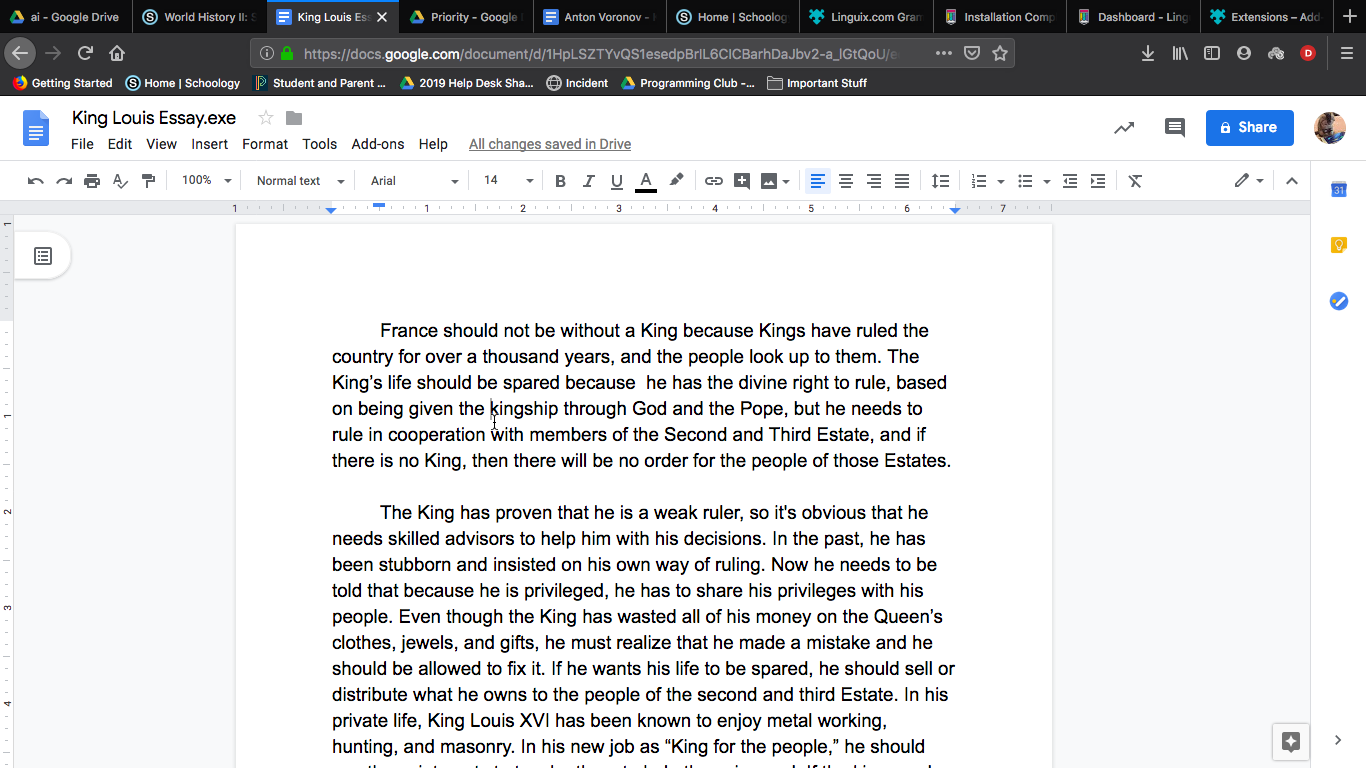 ai - Google Drive
World History II: S
King Louis Ess
Priority - Google
Anton Voronov -
Home | Schoology
Linguix.com Gram
Installation Comp
Dashboard - Ling
Extensions – Add-
https://docs.google.com/document/d/
Getting Started
Home | Schoology
Student and Parent ...
2019 Help Desk Sha...
Incident
Programming Club -...
Important Stuff
King Louis Essay.exe
File Edit View Insert Format Tools Add-ons Help All changes saved in Drive
Share
100% Normal text Arial 14 B I U A
1 1 2 3 4 5 6 7
31
1
1
2
3
4
D
France should not be without a King because Kings have ruled the
country for over a thousand years, and the people look up to them. The
King’s life should be spared because  he has the divine right to rule, based
on being given the kingship through God and the Pope, but he needs to
rule in cooperation with members of the Second and Third Estate, and if
there is no King, then there will be no order for the people of those Estates.
The King has proven that he is a weak ruler, so it's obvious that he
needs skilled advisors to help him with his decisions. In the past, he has
been stubborn and insisted on his own way of ruling. Now he needs to be
told that because he is privileged, he has to share his privileges with his
people. Even though the King has wasted all of his money on the Queen’s
clothes, jewels, and gifts, he must realize that he made a mistake and he
should be allowed to fix it. If he wants his life to be spared, he should sell or
distribute what he owns to the people of the second and third Estate. In his
private life, King Louis XVI has been known to enjoy metal working,
hunting, and masonry. In his new job as “King for the people,” he should